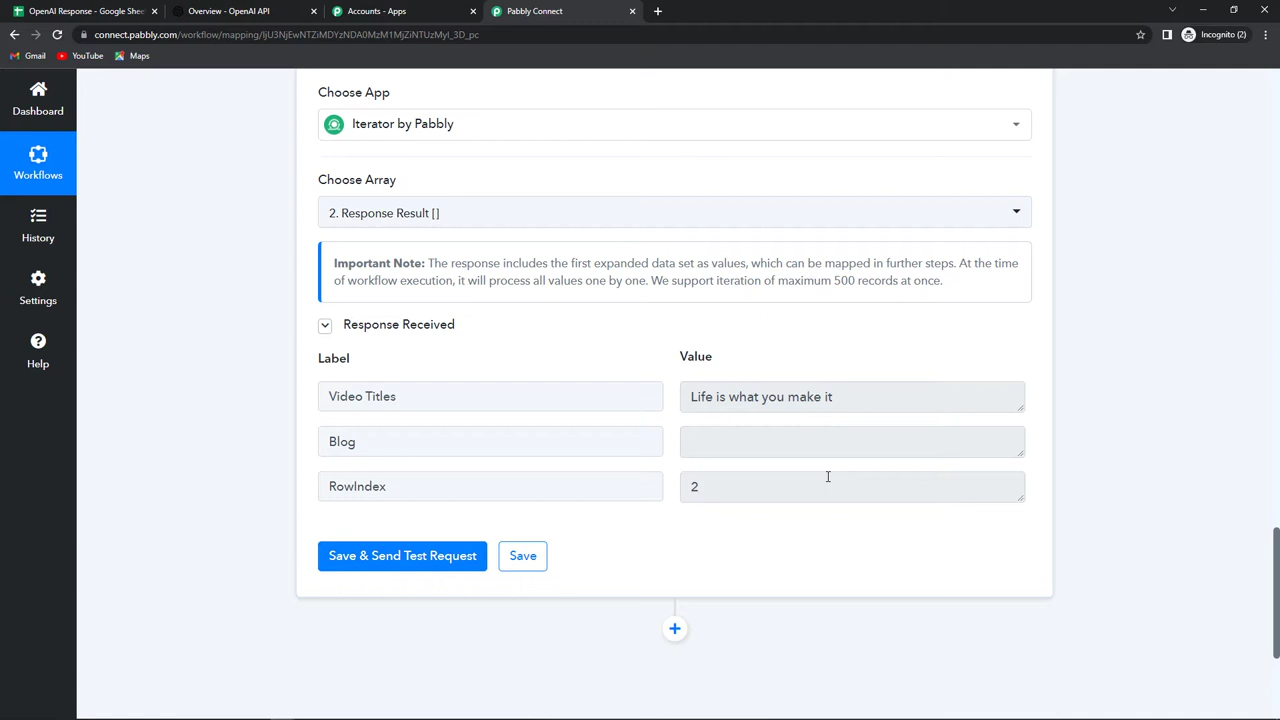 OpenAI Response - Google Shee
Overview - OpenAI API
Accounts - Apps
Pabbly Connect
connect.pabbly.com/workflow/mapping/IjU3NjEwNTZiMDYzNDA0MzM1MjZiNTUzMyI_3D_pc
Incognito (2)
Gmail
YouTube
Maps
Dashboard
Workflows
History
Settings
Help
Choose App
Iterator by Pabbly
Choose Array
2. Response Result []
Important Note: The response includes the first expanded data set as values, which can be mapped in further steps. At the time
of workflow execution, it will process all values one by one. We support iteration of maximum 500 records at once.
Response Received
Label Value
Video Titles Life is what you make it
Blog
RowIndex 2
Save & Send Test Request Save